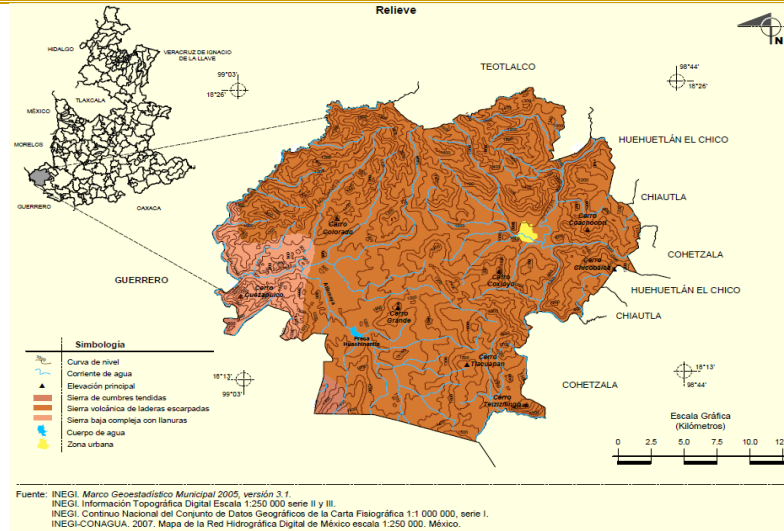 Relieve
N
HIDALGO
VERACRUZ DE IGNACIO
DE LA LLAVE
TLAXCALA
MÉXICO
MORELOS
GUERRERO
OAXACA
99°03'
18°26'
TEOTLALCO
98°44'
18°26'
HUEHUETLÁN EL CHICO
CHIAUTLA
COHETZALA
HUEHUETLÁN EL CHICO
CHIAUTLA
COHETZALA
GUERRERO
Cerro
Colorado
Cerro
Cerro
Grande
Cerro
Coxioyo
Cerro
Cerro
Cerro
Tlacuapan
Cerro
Presa
18°13'
99°03'
18°13'
98°44'
Simbología
Curva de nivel
Corriente de agua
Elevación principal
Sierra de cumbres tendidas
Sierra volcánica de laderas escarpadas
Sierra baja compleja con llanuras
Cuerpo de agua
Zona urbana
Escala Gráfica
(Kilómetros)
0 2.5 5.0 7.5 10.0
Fuente: INEGI. Marco Geoestadístico Municipal 2005, versión 3.1.
INEGI. Información Topográfica Digital Escala 1:250 000 serie II y III.
INEGI. Continuo Nacional del Conjunto de Datos Geográficos de la Carta Fisiográfica 1:1 000 000, serie I.
INEGI-CONAGUA. 2007. Mapa de la Red Hidrográfica Digital de México escala 1:250 000. México.